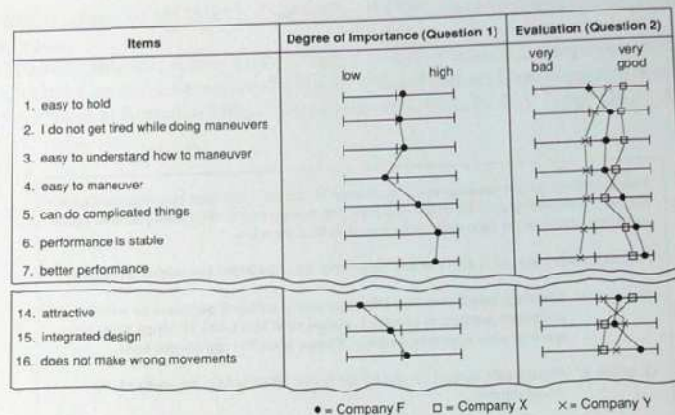 Items
Degree of Importance (Question 1)
Evaluation (Question 2)
low
high
very
bad
very
good
1. easy to hold
2. I do not get tired while doing maneuvers
3. easy to understand how to maneuver
4. easy to maneuver
5. can do complicated things
6. performance is stable
7. better performance
14. attractive
15. integrated design
16. does not make wrong movements
● = Company F □ = Company X × = Company Y